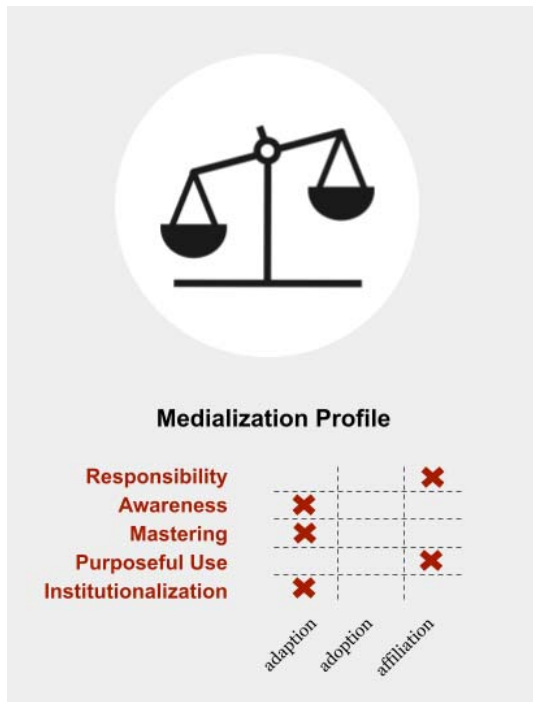 Medialization Profile
Responsibility
Awareness
Mastering
Purposeful Use
Institutionalization
adaption
adoption
affiliation